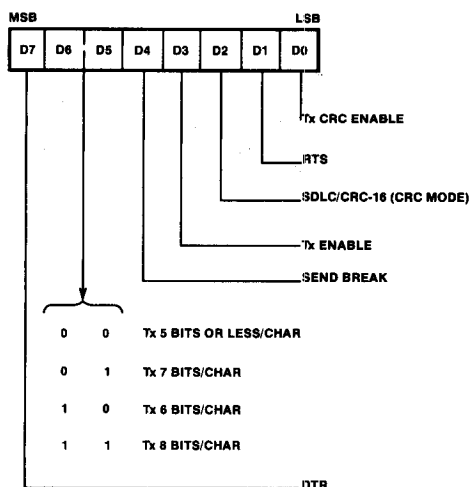 MSB LSB
D7 D6 D5 D4 D3 D2 D1 D0
Tx CRC ENABLE
RTS
SDLC/CRC-16 (CRC MODE)
Tx ENABLE
SEND BREAK
0 0 Tx 5 BITS OR LESS/CHAR
0 1 Tx 7 BITS/CHAR
1 0 Tx 6 BITS/CHAR
1 1 Tx 8 BITS/CHAR
DTR